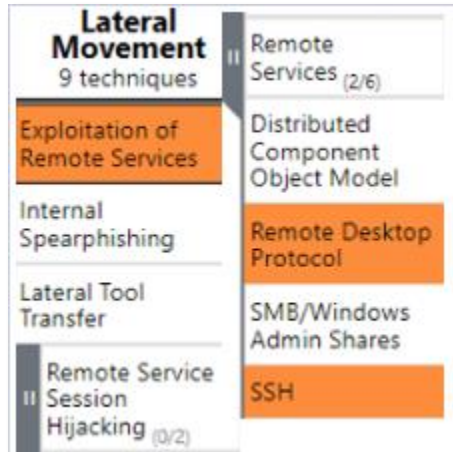 Lateral
Movement
9 techniques
Exploitation of
Remote Services
Internal
Spearphishing
Lateral Tool
Transfer
Remote Service
Session
Hijacking (0/2)
Remote
Services (2/6)
Distributed
Component
Object Model
Remote Desktop
Protocol
SMB/Windows
Admin Shares
SSH